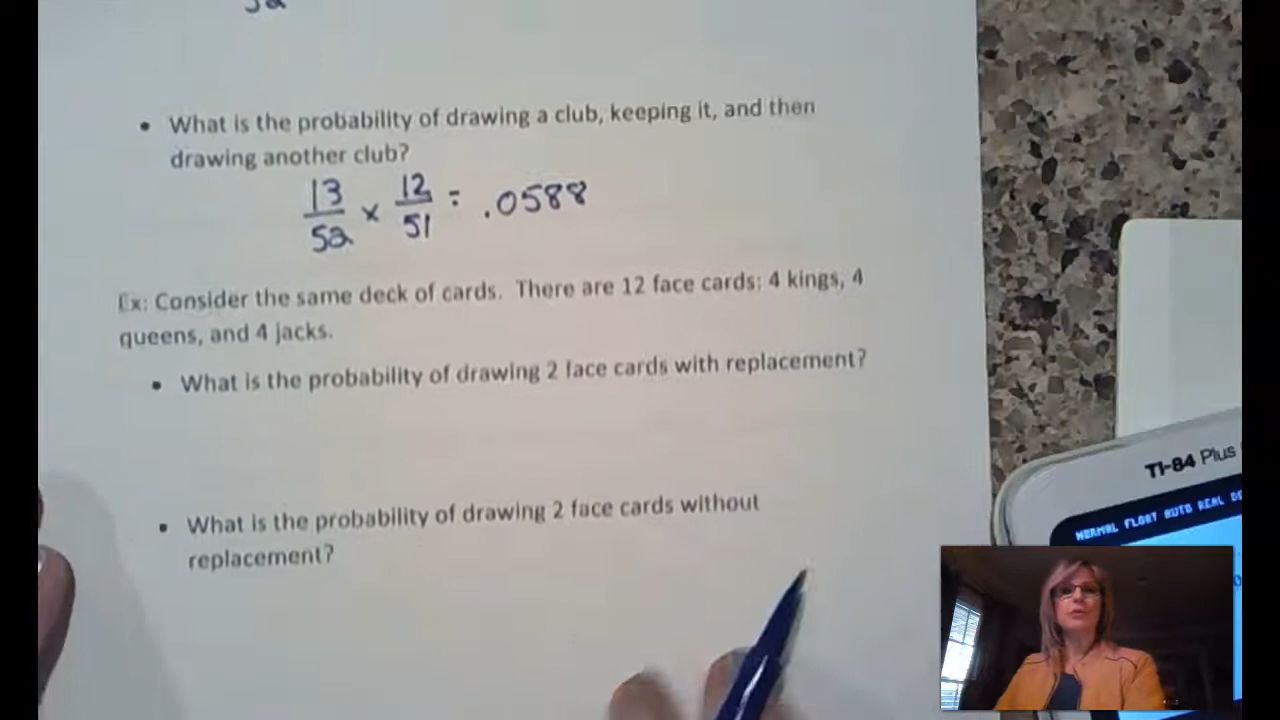 52
• What is the probability of drawing a club, keeping it, and then
drawing another club?
13/52 x 12/51 = .0588
Ex: Consider the same deck of cards. There are 12 face cards: 4 kings, 4
queens, and 4 jacks.
• What is the probability of drawing 2 face cards with replacement?
• What is the probability of drawing 2 face cards without
replacement?
TI-84 Plus
NORMAL FLOAT AUTO REAL